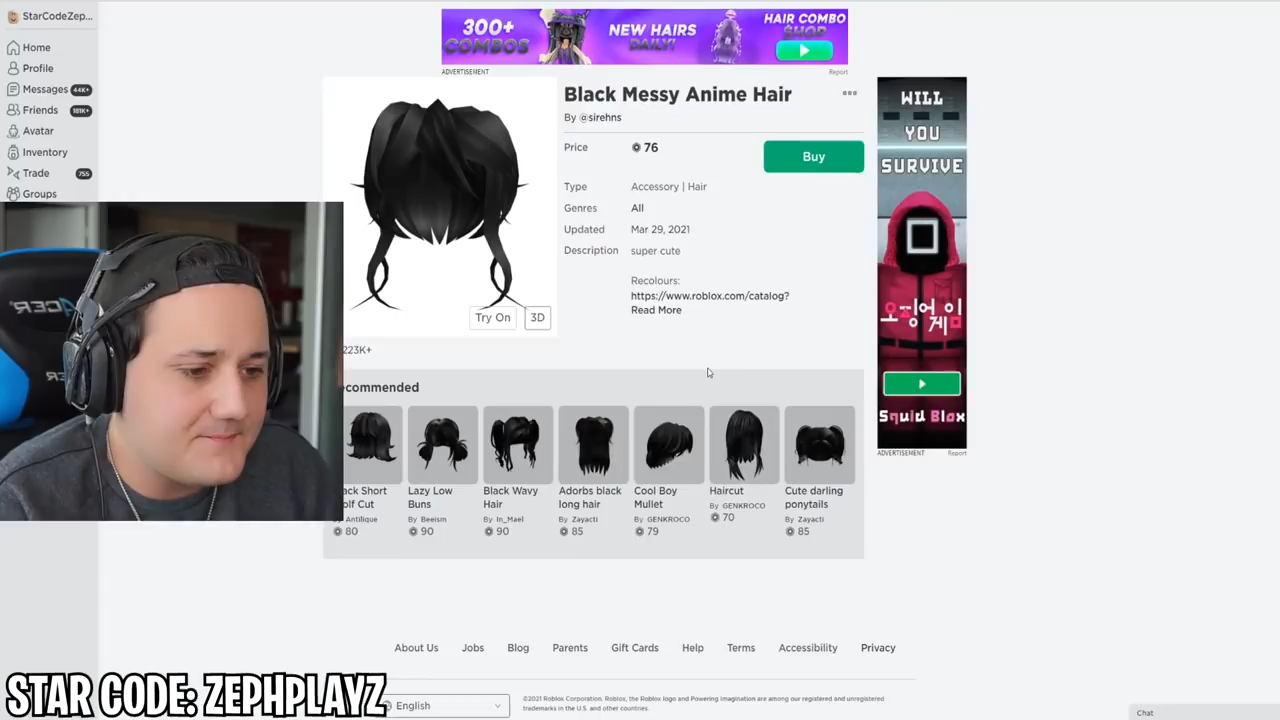 StarCodeZep...
Home
Profile
Messages 44K+
Friends 181K+
Avatar
Inventory
Trade 755
Groups
300+
COMBOS
NEW HAIRS
DAILY!
HAIR COMBO
SHOP
ADVERTISEMENT
Report
Black Messy Anime Hair
By @sirehns
Price 76
Buy
Type Accessory | Hair
Genres All
Updated Mar 29, 2021
Description super cute
Recolours:
https://www.roblox.com/catalog?
Read More
Try On
3D
223K+
WILL
YOU
SURVIVE
오징어 이
게
Squid Blox
ADVERTISEMENT
Report
ecommended
ack Short
olf Cut
By Antilique
80
Lazy Low
Buns
By Beeism
90
Black Wavy
Hair
By In_Mael
90
Adorbs black
long hair
By Zayacti
85
Cool Boy
Mullet
By GENKROCO
79
Haircut
By GENKROCO
70
Cute darling
ponytails
By Zayacti
85
About Us
Jobs
Blog
Parents
Gift Cards
Help
Terms
Accessibility
Privacy
English
©2021 Roblox Corporation. Roblox, the Roblox logo and Powering Imagination are among our registered and unregistered
trademarks in the U.S. and other countries.
Chat
STAR CODE: ZEPHPLAYZ